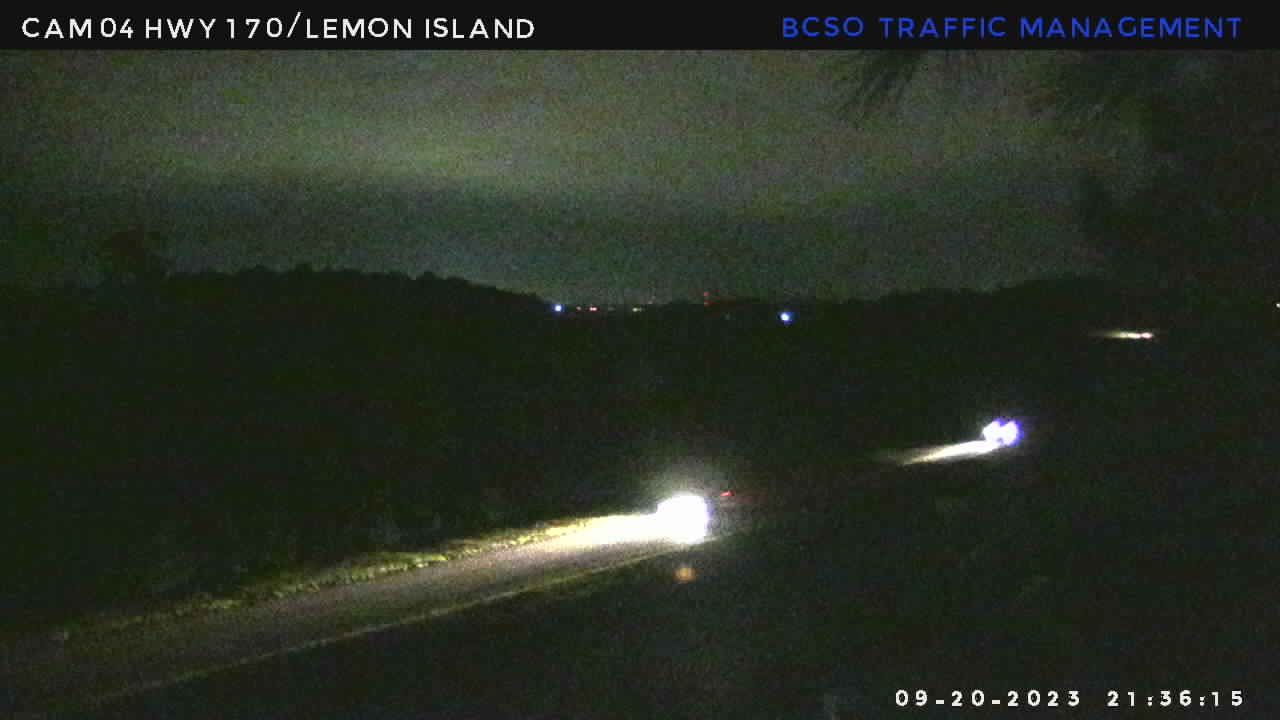 CAM04 HWY 170/LEMON ISLAND
BCSO TRAFFIC MANAGEMENT
09-20-2023 21:36:15